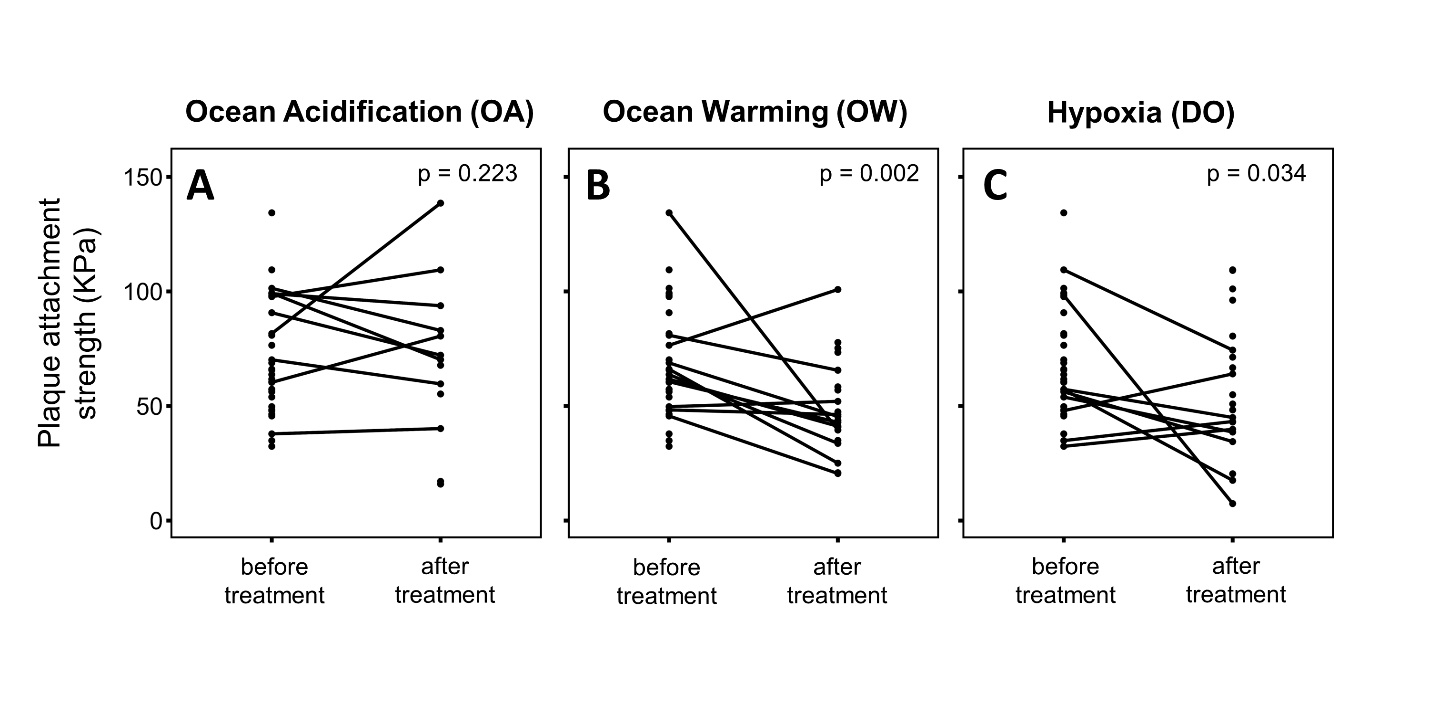 Ocean Acidification (OA)
Ocean Warming (OW)
Hypoxia (DO)
A
p = 0.223
B
p = 0.002
C
p = 0.034
Plaque attachment
strength (KPa)
150
100
50
0
before
treatment
after
treatment
before
treatment
after
treatment
before
treatment
after
treatment